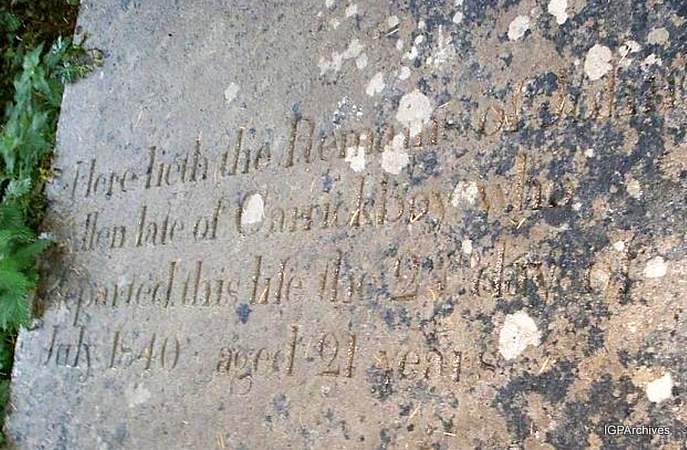 Here lieth the Remains of
Allen late of CarrickBoy who
departed this life the 2 day of
July 1840 aged 21 years
IGPArchives